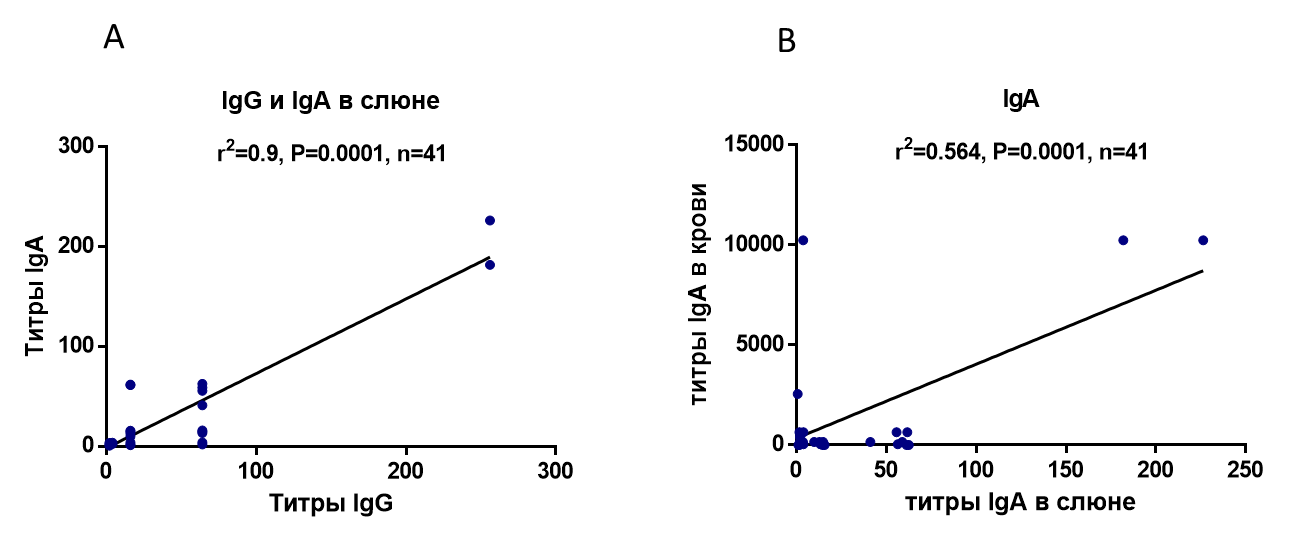 A
IgG и IgA в слюне
r²=0.9, P=0.0001, n=41
Титры IgA
300
200
100
0
0 100 200 300
Титры IgG
B
IgA
r²=0.564, P=0.0001, n=41
титры IgA в крови
15000
10000
5000
0
0 50 100 150 200 250
титры IgA в слюне